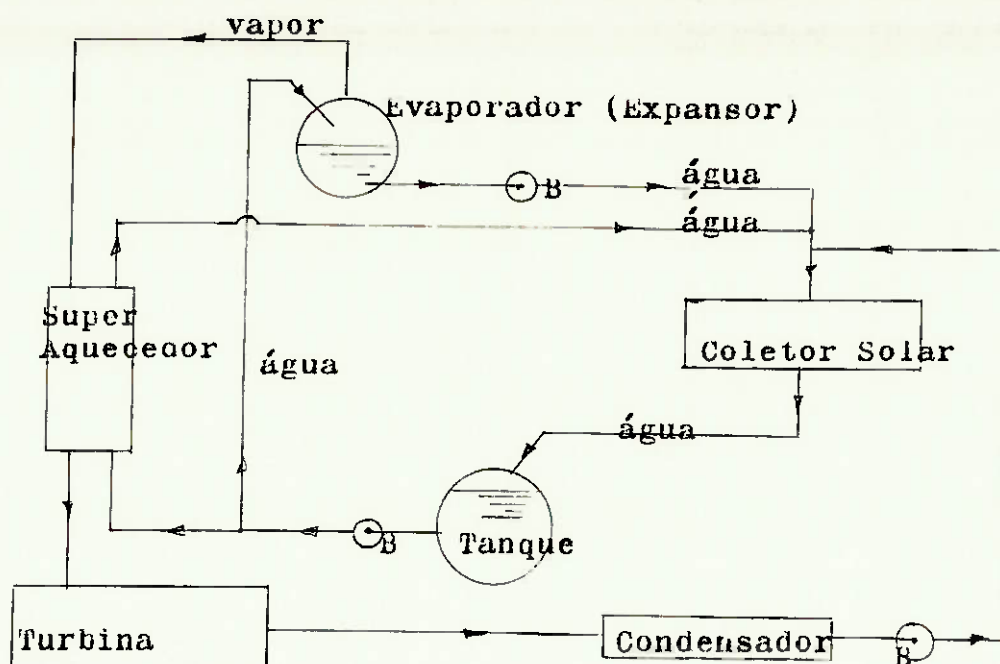 vapor
Evaporador (Expansor)
B
água
água
Super
Aquecedor
Coletor Solar
água
água
B
Tanque
Turbina
Condensador
B